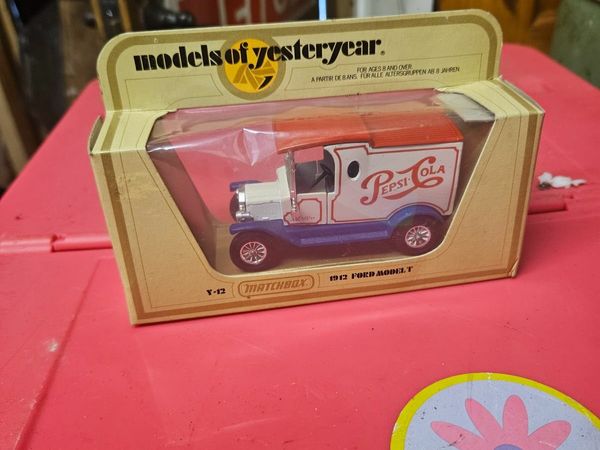 models of yesteryear®
FOR AGES 8 AND OVER
A PARTIR DE 8 ANS. FÜR ALLE ALTERSGRUPPEN AB 8 JAHREN.
PEPSI·COLA
Y-12 MATCHBOX 1912 FORD MODEL T